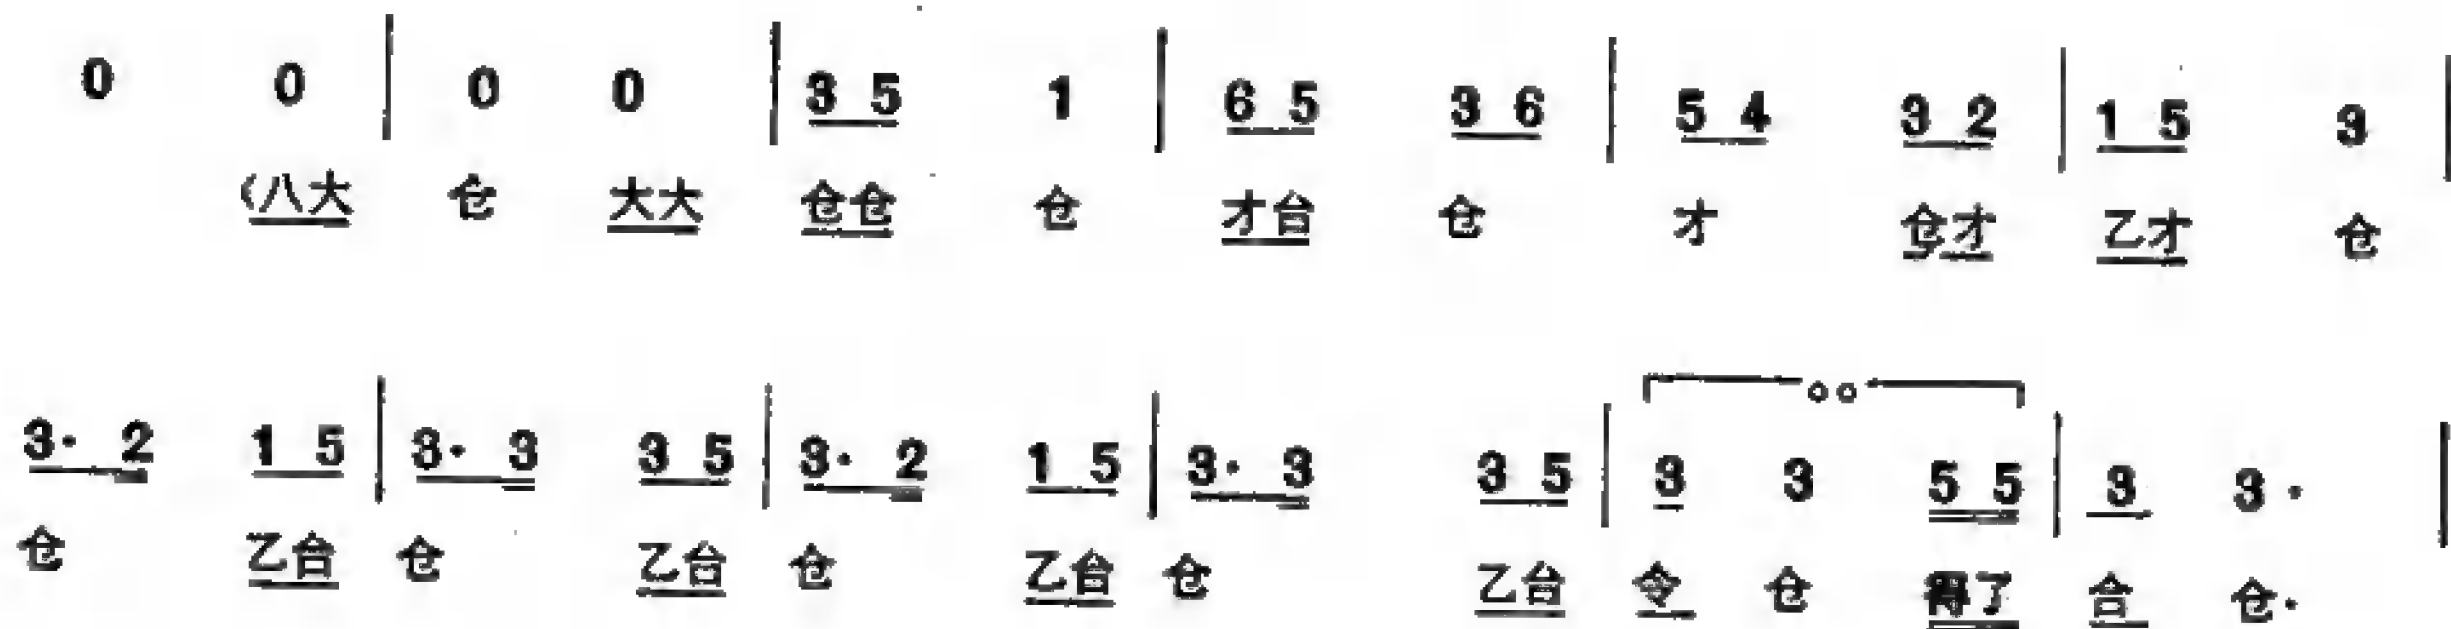 0 0 | 0 0 | 3 5 1 | 6 5 3 6 | 5 4 3 2 | 1 5 3 |
(八大 仓 大大 仓仓 仓 才台 仓 才 仓才 乙才 仓
3· 2 1 5 | 3· 3 3 5 | 3· 2 1 5 | 3· 3 3 5 | 3 3 5 5 | 3 3· |
仓 乙台 仓 乙台 仓 乙台 仓 乙台 令 仓 得了 台 仓·